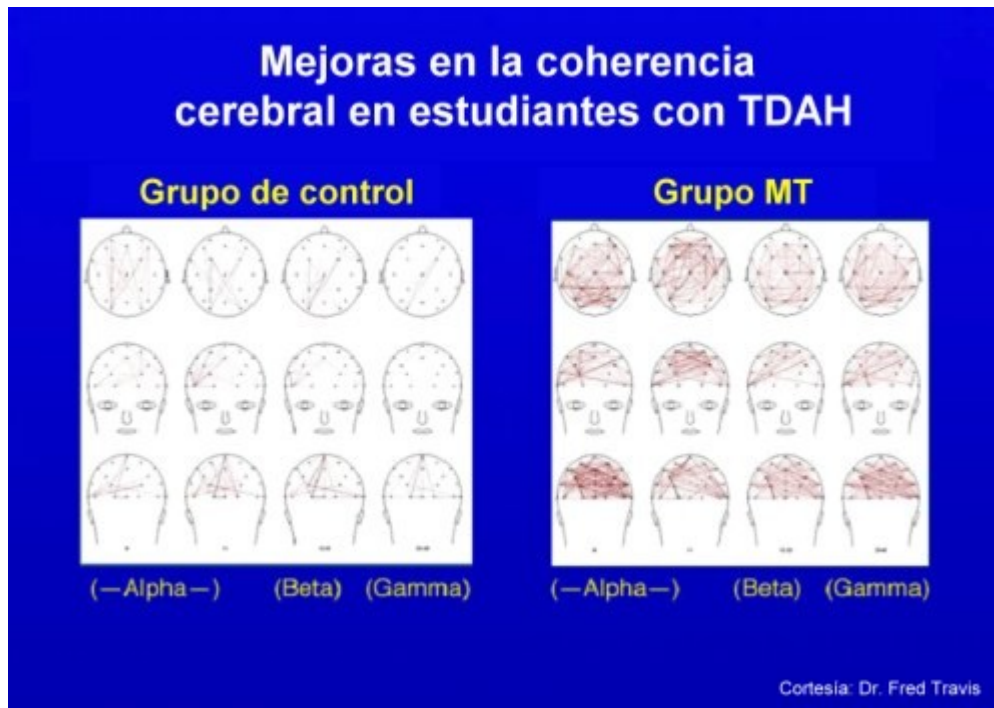 Mejoras en la coherencia
cerebral en estudiantes con TDAH
Grupo de control
Grupo MT
(—Alpha—) (Beta) (Gamma)
(—Alpha—) (Beta) (Gamma)
Cortesía: Dr. Fred Travis